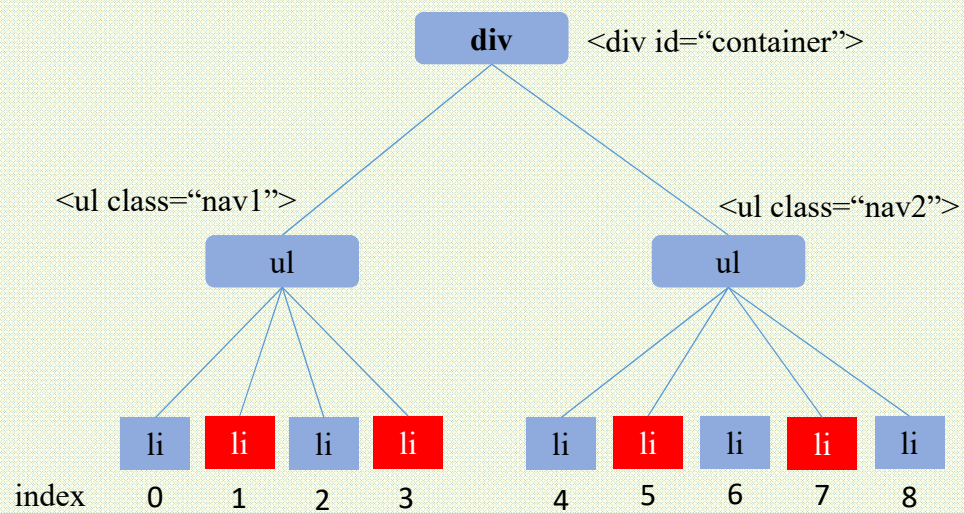 div <div id=“container”>
<ul class=“nav1”> <ul class=“nav2”>
ul ul
li li li li li li li li li
index 0 1 2 3 4 5 6 7 8